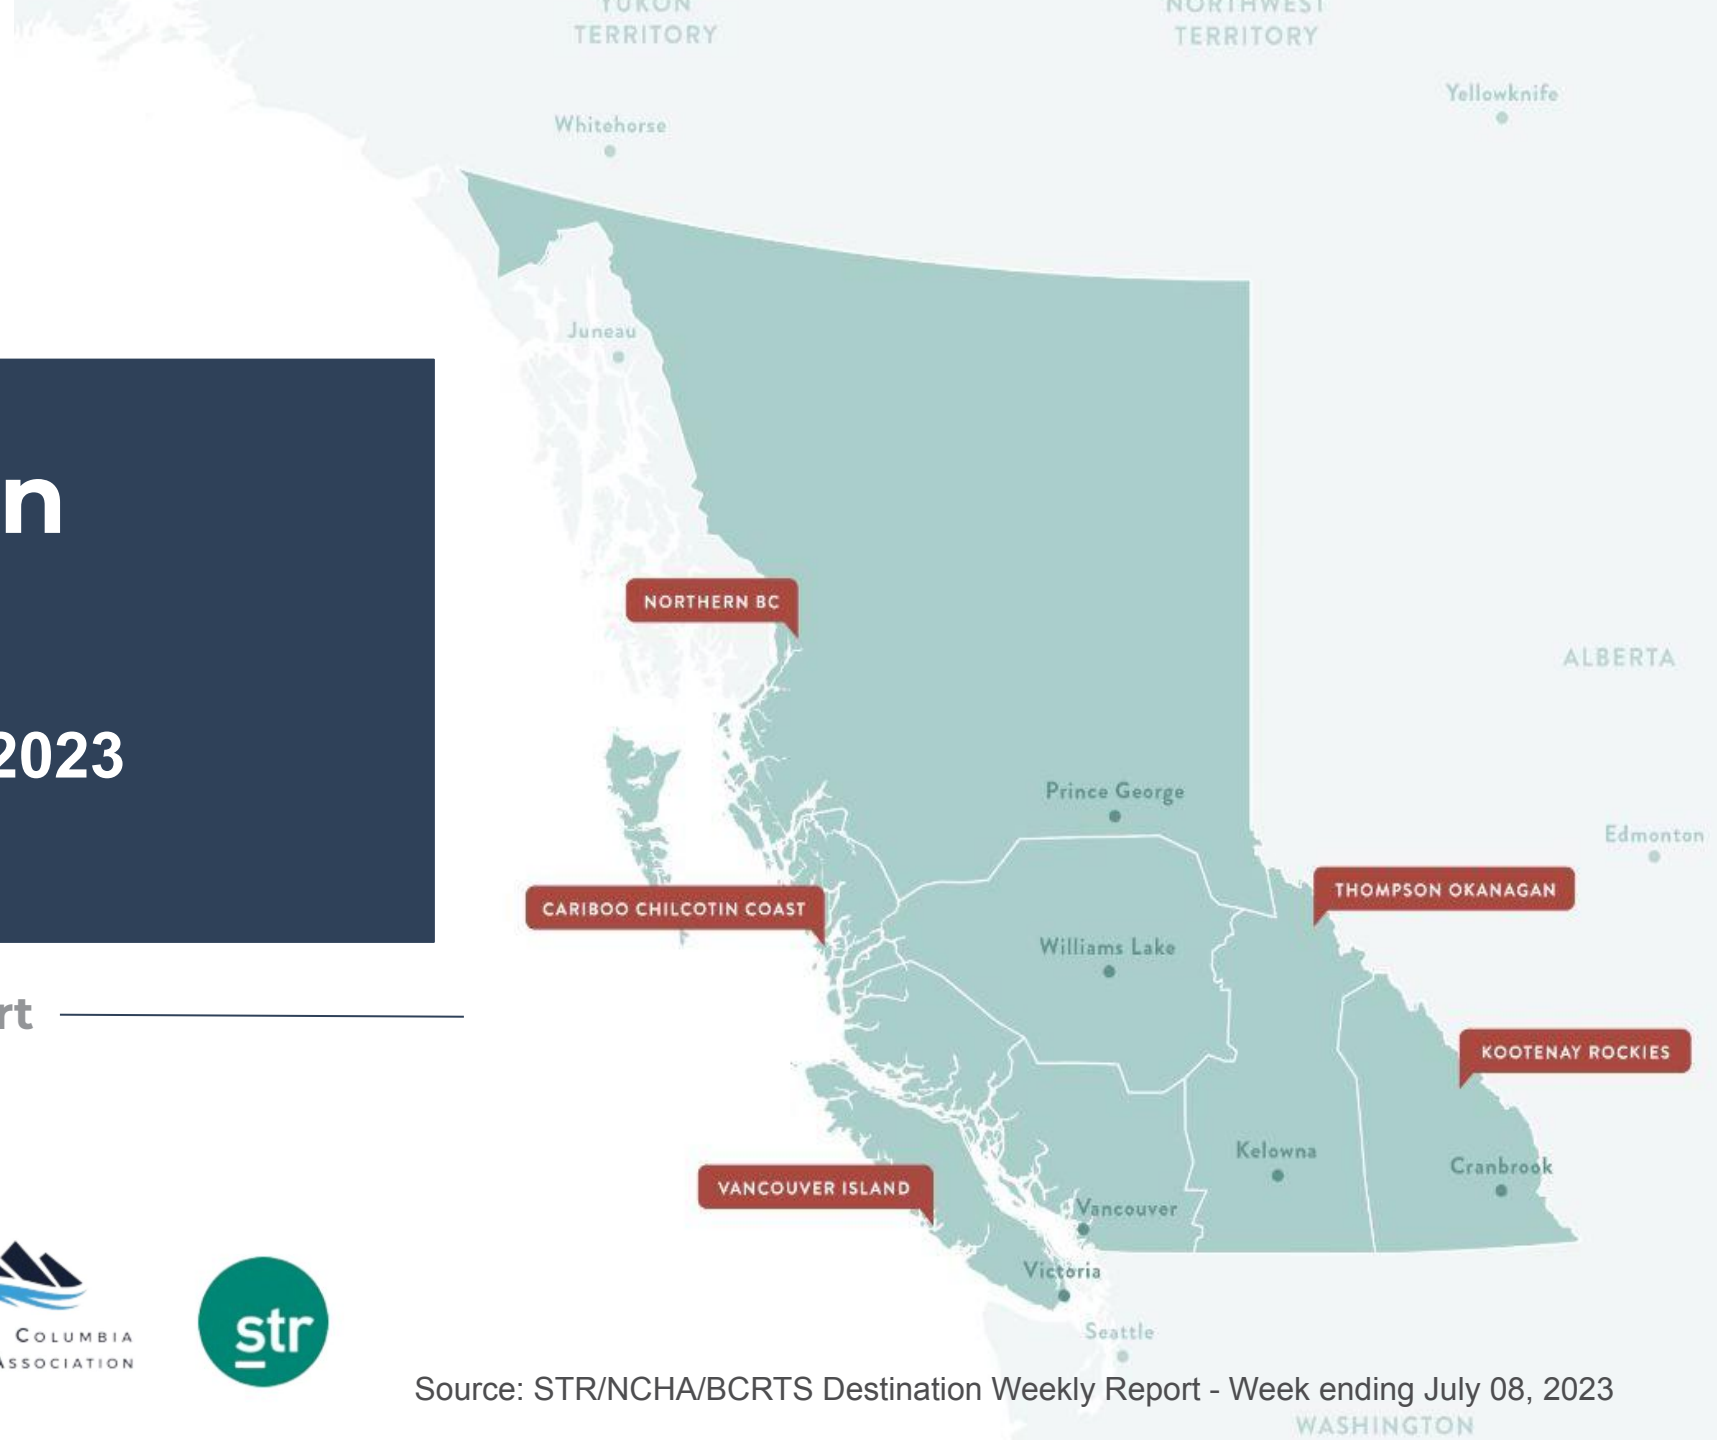 YUKON
TERRITORY
NORTHWEST
TERRITORY
Yellowknife
Whitehorse
Juneau
n
NORTHERN BC
ALBERTA
2023
Prince George
Edmonton
THOMPSON OKANAGAN
CARIBOO CHILCOTIN COAST
Williams Lake
rt
KOOTENAY ROCKIES
Kelowna
Cranbrook
VANCOUVER ISLAND
Vancouver
Victoria
COLUMBIA
ASSOCIATION
str
Seattle
Source: STR/NCHA/BCRTS Destination Weekly Report - Week ending July 08, 2023
WASHINGTON